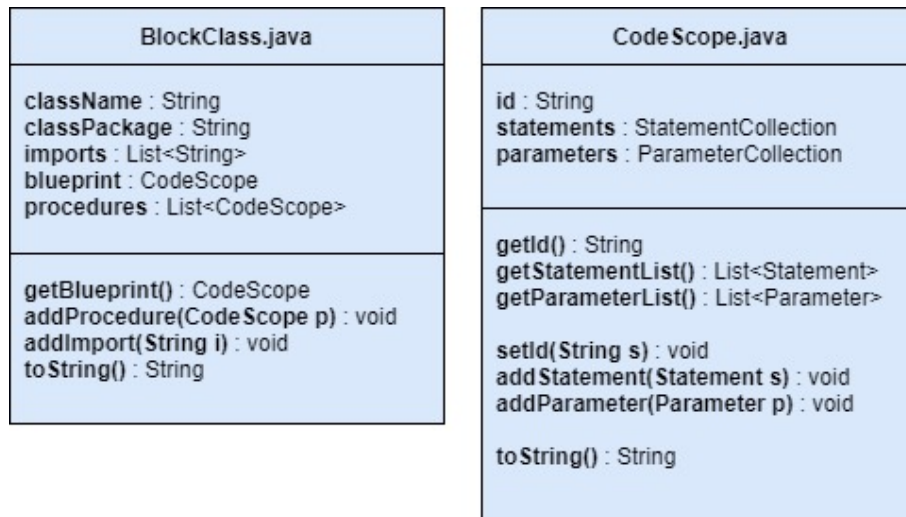 BlockClass.java
className : String
classPackage : String
imports : List<String>
blueprint : CodeScope
procedures : List<CodeScope>
getBlueprint() : CodeScope
addProcedure(CodeScope p) : void
addImport(String i) : void
toString() : String
CodeScope.java
id : String
statements : StatementCollection
parameters : ParameterCollection
getId() : String
getStatementList() : List<Statement>
getParameterList() : List<Parameter>
setId(String s) : void
addStatement(Statement s) : void
addParameter(Parameter p) : void
toString() : String